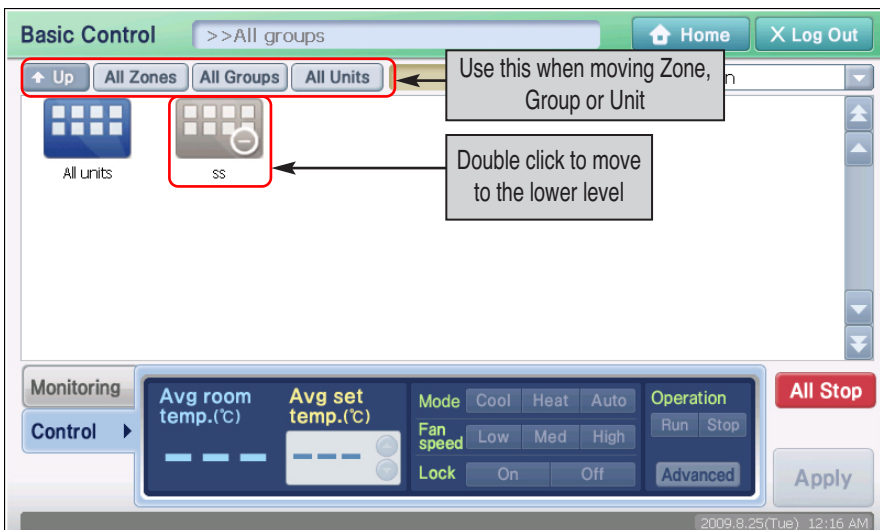 Basic Control >>All groups Home X Log Out
Up All Zones All Groups All Units
Use this when moving Zone,
Group or Unit
Double click to move
to the lower level
All units ss
Monitoring
Control
Avg room
temp.(℃)
Avg set
temp.(℃)
Mode Cool Heat Auto
Fan
speed Low Med High
Lock On Off
Operation
Run Stop
Advanced
All Stop
Apply
2009.8.25(Tue) 12:16 AM